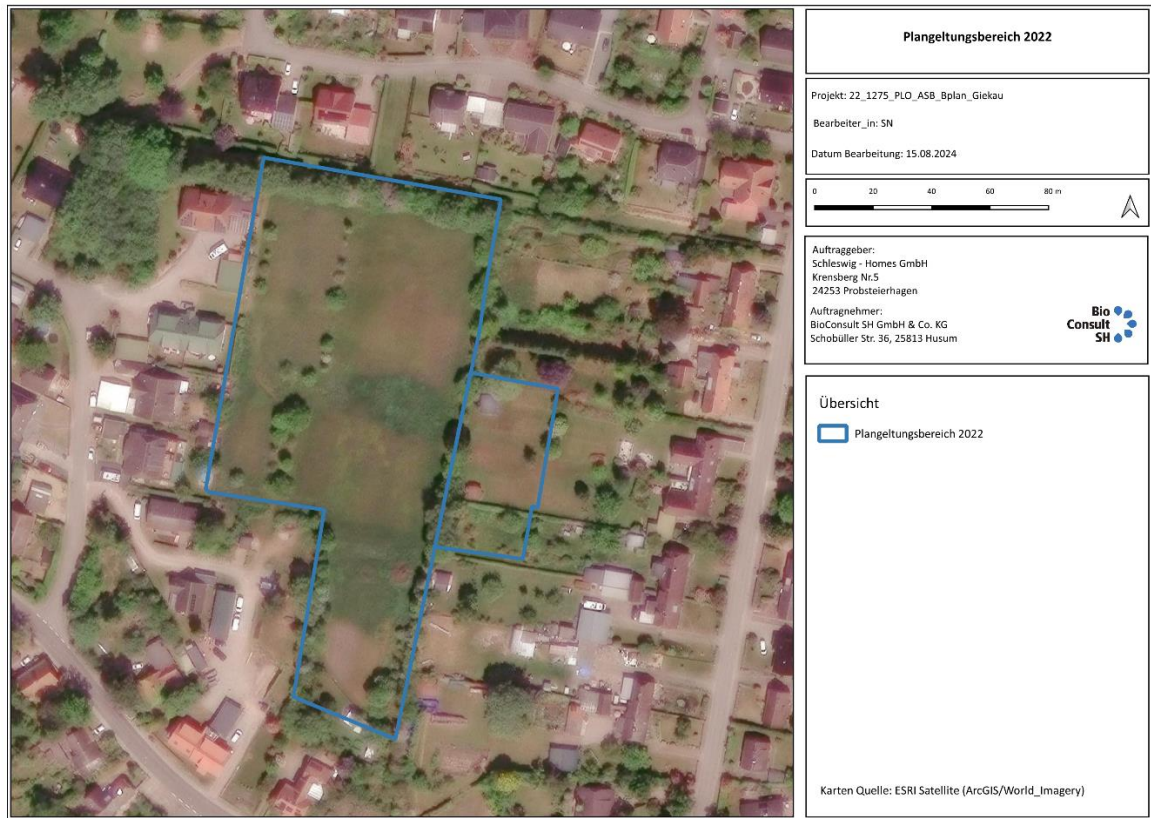 Plangeltungsbereich 2022
Projekt: 22_1275_PLO_ASB_Bplan_Giekau
Bearbeiter_in: SN
Datum Bearbeitung: 15.08.2024
0 20 40 60 80 m
Auftraggeber:
Schleswig - Homes GmbH
Krensberg Nr.5
24253 Probsteierhagen
Auftragnehmer:
BioConsult SH GmbH & Co. KG
Schobüller Str. 36, 25813 Husum
Bio
Consult
SH
Übersicht
Plangeltungsbereich 2022
Karten Quelle: ESRI Satellite (ArcGIS/World_Imagery)